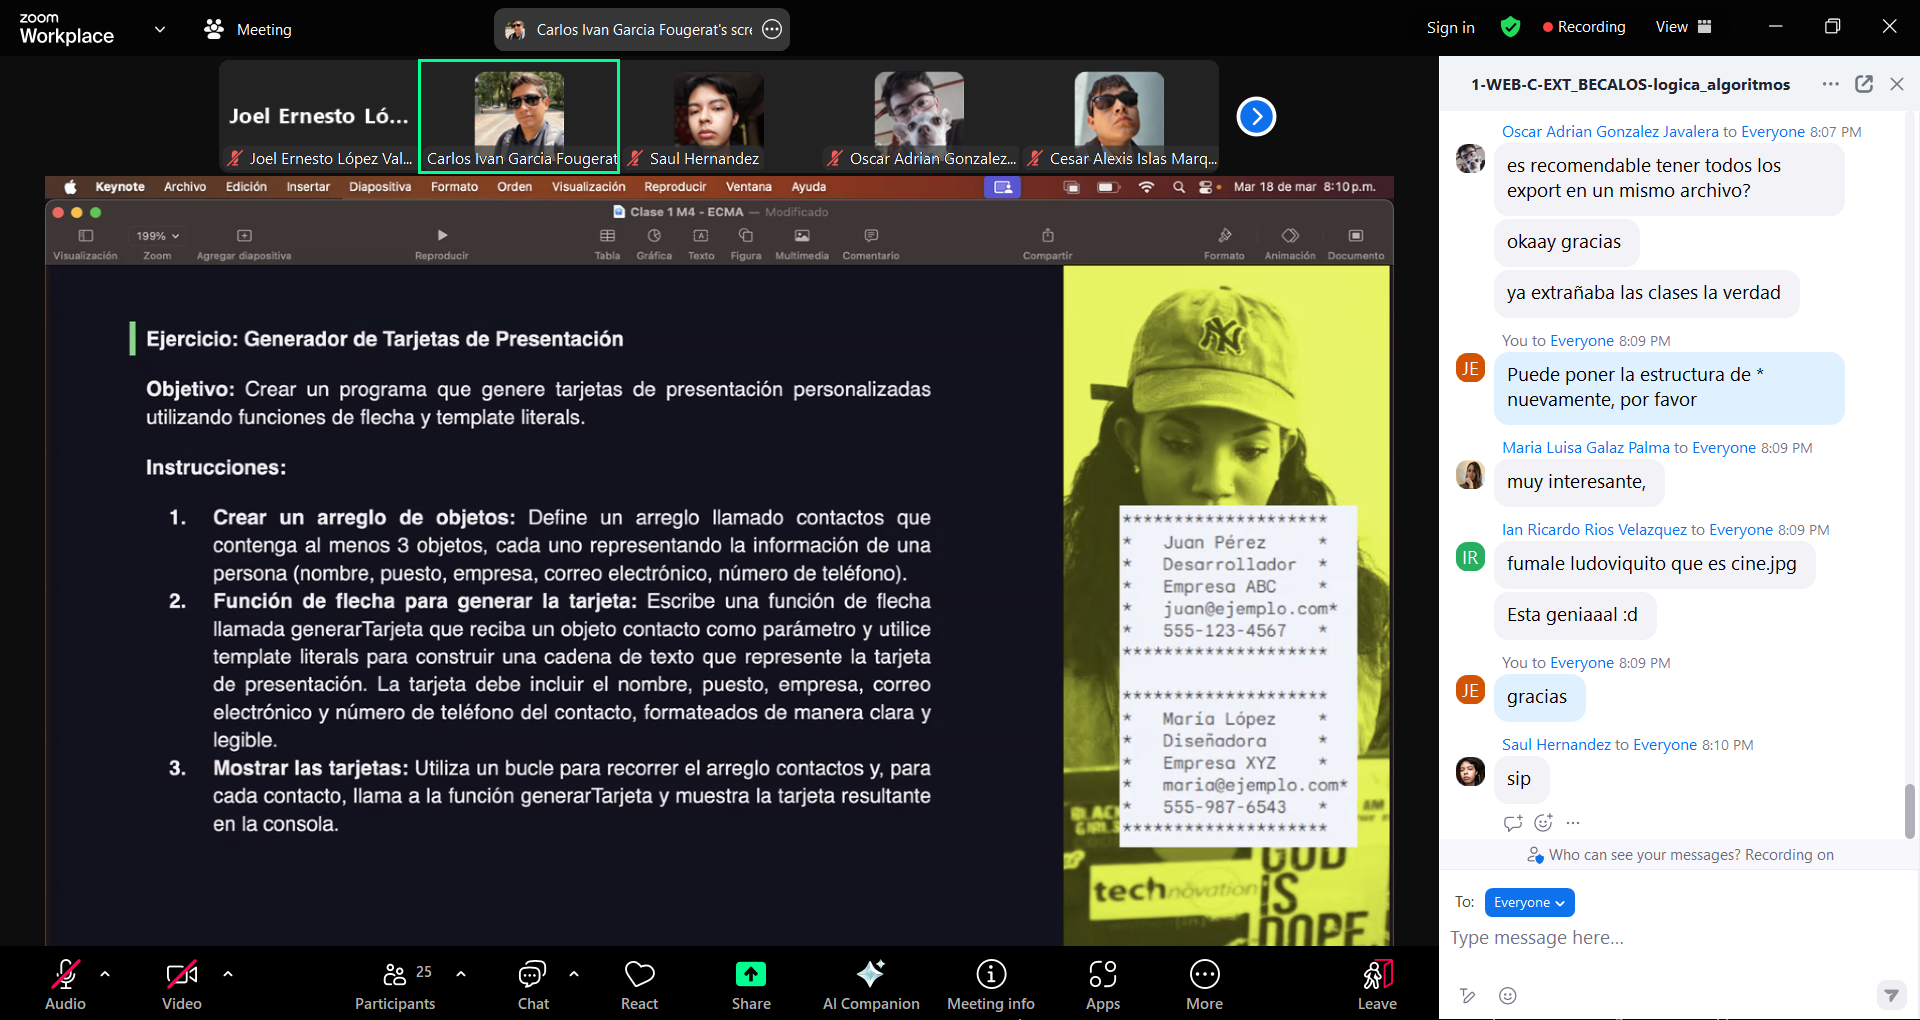 zoom
Workplace
Meeting
Carlos Ivan Garcia Fougerat's scre
Sign in
Recording
View
Joel Ernesto Ló...
Joel Ernesto López Val...
Carlos Ivan Garcia Fougerat
Saul Hernandez
Oscar Adrian Gonzalez...
Cesar Alexis Islas Marq...
Keynote Archivo Edición Insertar Diapositiva Formato Orden Visualización Reproducir Ventana Ayuda
Mar 18 de mar 8:10 p.m.
Clase 1 M4 - ECMA — Modificado
199%
Visualización Zoom Agregar diapositiva Reproducir Tabla Gráfica Texto Figura Multimedia Comentario Compartir Formato Animación Documento
Ejercicio: Generador de Tarjetas de Presentación
Objetivo: Crear un programa que genere tarjetas de presentación personalizadas
utilizando funciones de flecha y template literals.
Instrucciones:
1. Crear un arreglo de objetos: Define un arreglo llamado contactos que
contenga al menos 3 objetos, cada uno representando la información de una
persona (nombre, puesto, empresa, correo electrónico, número de teléfono).
2. Función de flecha para generar la tarjeta: Escribe una función de flecha
llamada generarTarjeta que reciba un objeto contacto como parámetro y utilice
template literals para construir una cadena de texto que represente la tarjeta
de presentación. La tarjeta debe incluir el nombre, puesto, empresa, correo
electrónico y número de teléfono del contacto, formateados de manera clara y
legible.
3. Mostrar las tarjetas: Utiliza un bucle para recorrer el arreglo contactos y, para
cada contacto, llama a la función generarTarjeta y muestra la tarjeta resultante
en la consola.
NY
********************
* Juan Pérez *
* Desarrollador *
* Empresa ABC *
* juan@ejemplo.com*
* 555-123-4567 *
********************
********************
* María López *
* Diseñadora *
* Empresa XYZ *
* maria@ejemplo.com*
* 555-987-6543 *
********************
BLACK
GIRLS
AM
technovation
GOD
iS
DOPE.
1-WEB-C-EXT_BECALOS-logica_algoritmos
Oscar Adrian Gonzalez Javalera to Everyone 8:07 PM
es recomendable tener todos los
export en un mismo archivo?
okaay gracias
ya extrañaba las clases la verdad
You to Everyone 8:09 PM
JE
Puede poner la estructura de *
nuevamente, por favor
Maria Luisa Galaz Palma to Everyone 8:09 PM
muy interesante,
Ian Ricardo Rios Velazquez to Everyone 8:09 PM
IR
fumale ludoviquito que es cine.jpg
Esta geniaaal :d
You to Everyone 8:09 PM
JE
gracias
Saul Hernandez to Everyone 8:10 PM
sip
Who can see your messages? Recording on
To: Everyone
Type message here...
Audio
Video
25
Participants
Chat
React
Share
AI Companion
Meeting info
Apps
More
Leave